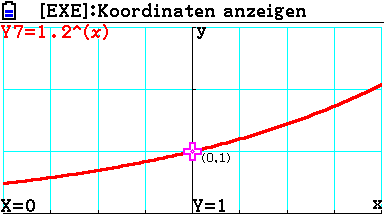 [EXE]:Koordinaten anzeigen
Y7=1.2^(x)
y
(0,1)
X=0
Y=1
x